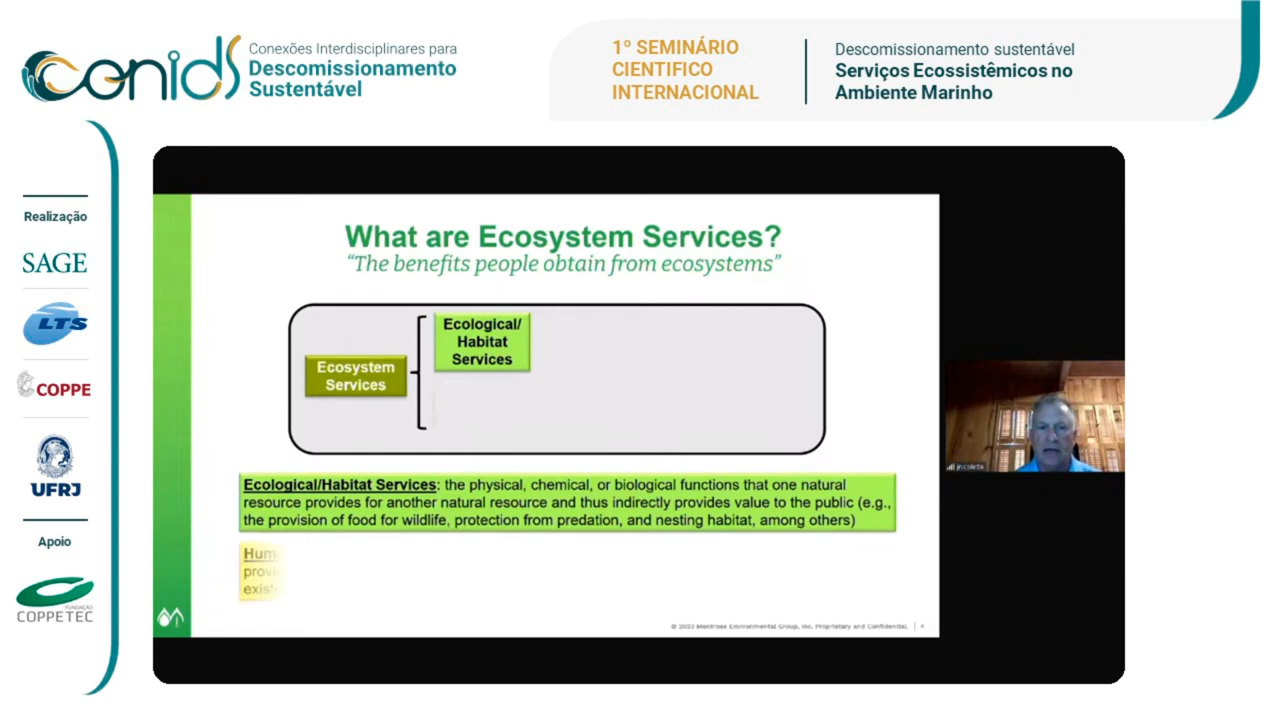 conids
Conexões Interdisciplinares para
Descomissionamento
Sustentável
1º SEMINÁRIO
CIENTIFICO
INTERNACIONAL
Descomissionamento sustentável
Serviços Ecossistêmicos no
Ambiente Marinho
Realização
SAGE
LTS
COPPE
UFRJ
Apoio
FUNDAÇÃO
COPPETEC
What are Ecosystem Services?
“The benefits people obtain from ecosystems”
Ecosystem
Services
Ecological/
Habitat
Services
Ecological/Habitat Services: the physical, chemical, or biological functions that one natural
resource provides for another natural resource and thus indirectly provides value to the public (e.g.,
the provision of food for wildlife, protection from predation, and nesting habitat, among others)
Hum
provi
exist
© 2023 Montrose Environmental Group, Inc. Proprietary and Confidential.
jnicolette